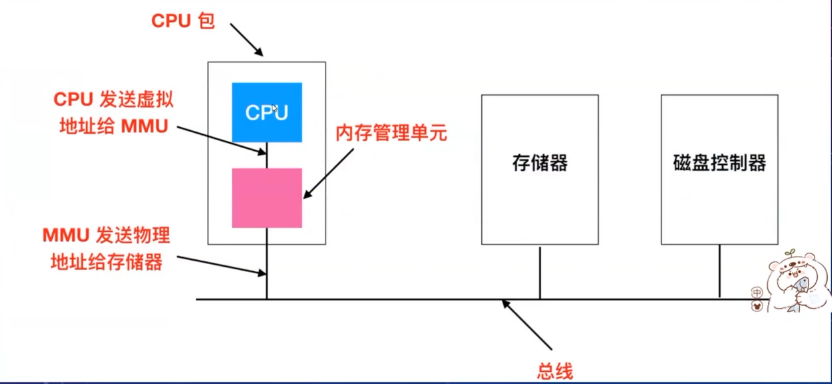 CPU 包
CPU 发送虚拟
地址给 MMU
CPU
内存管理单元
存储器
磁盘控制器
MMU 发送物理
地址给存储器
中
总线